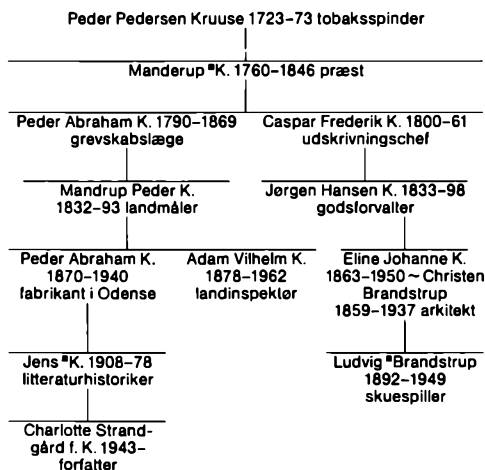 Peder Pedersen Kruuse 1723–73 tobaksspinder
Manderup ■K. 1760–1846 præst
Peder Abraham K. 1790–1869
grevskabslæge
Caspar Frederik K. 1800–61
udskrivningschef
Mandrup Peder K.
1832–93 landmåler
Jørgen Hansen K. 1833–98
godsforvalter
Peder Abraham K.
1870–1940
fabrikant i Odense
Adam Vilhelm K.
1878–1962
landinspektør
Eline Johanne K.
1863–1950 ~ Christen
Brandstrup
1859–1937 arkitekt
Jens ■K. 1908–78
litteraturhistoriker
Ludvig ■Brandstrup
1892–1949
skuespiller
Charlotte Strand-
gård f. K. 1943–
forfatter